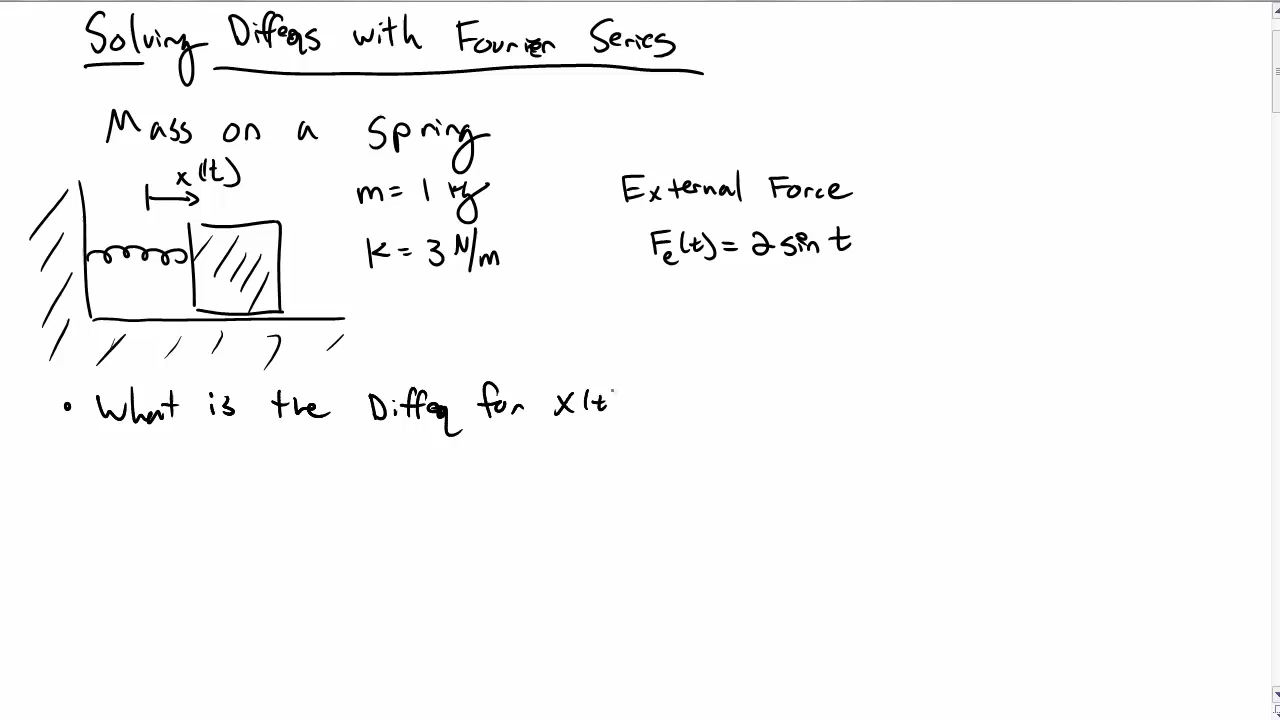 Solving Diffeqs with Fourier Series
Mass on a Spring
x(t)
m = 1 kg
K = 3 N/m
External Force
Fe(t) = 2 sin t
• What is the Diffeq for x(t